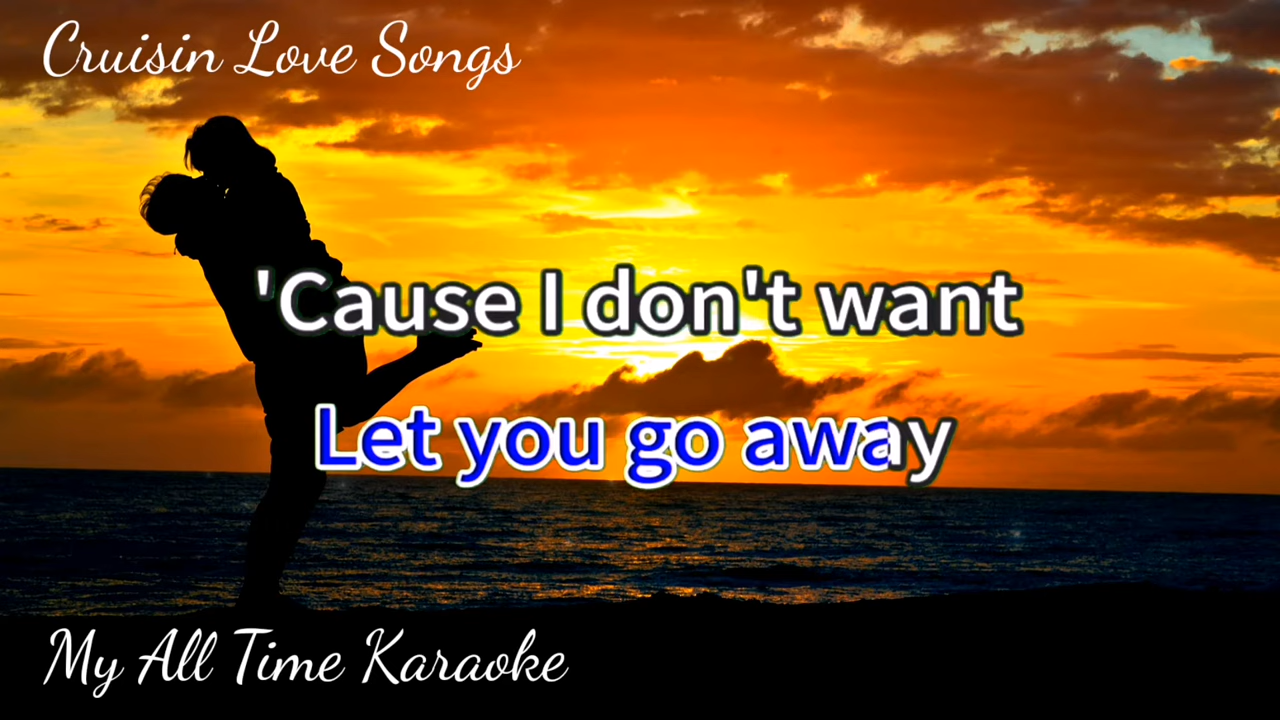 Cruisin Love Songs
'Cause I don't want
Let you go away
My All Time Karaoke